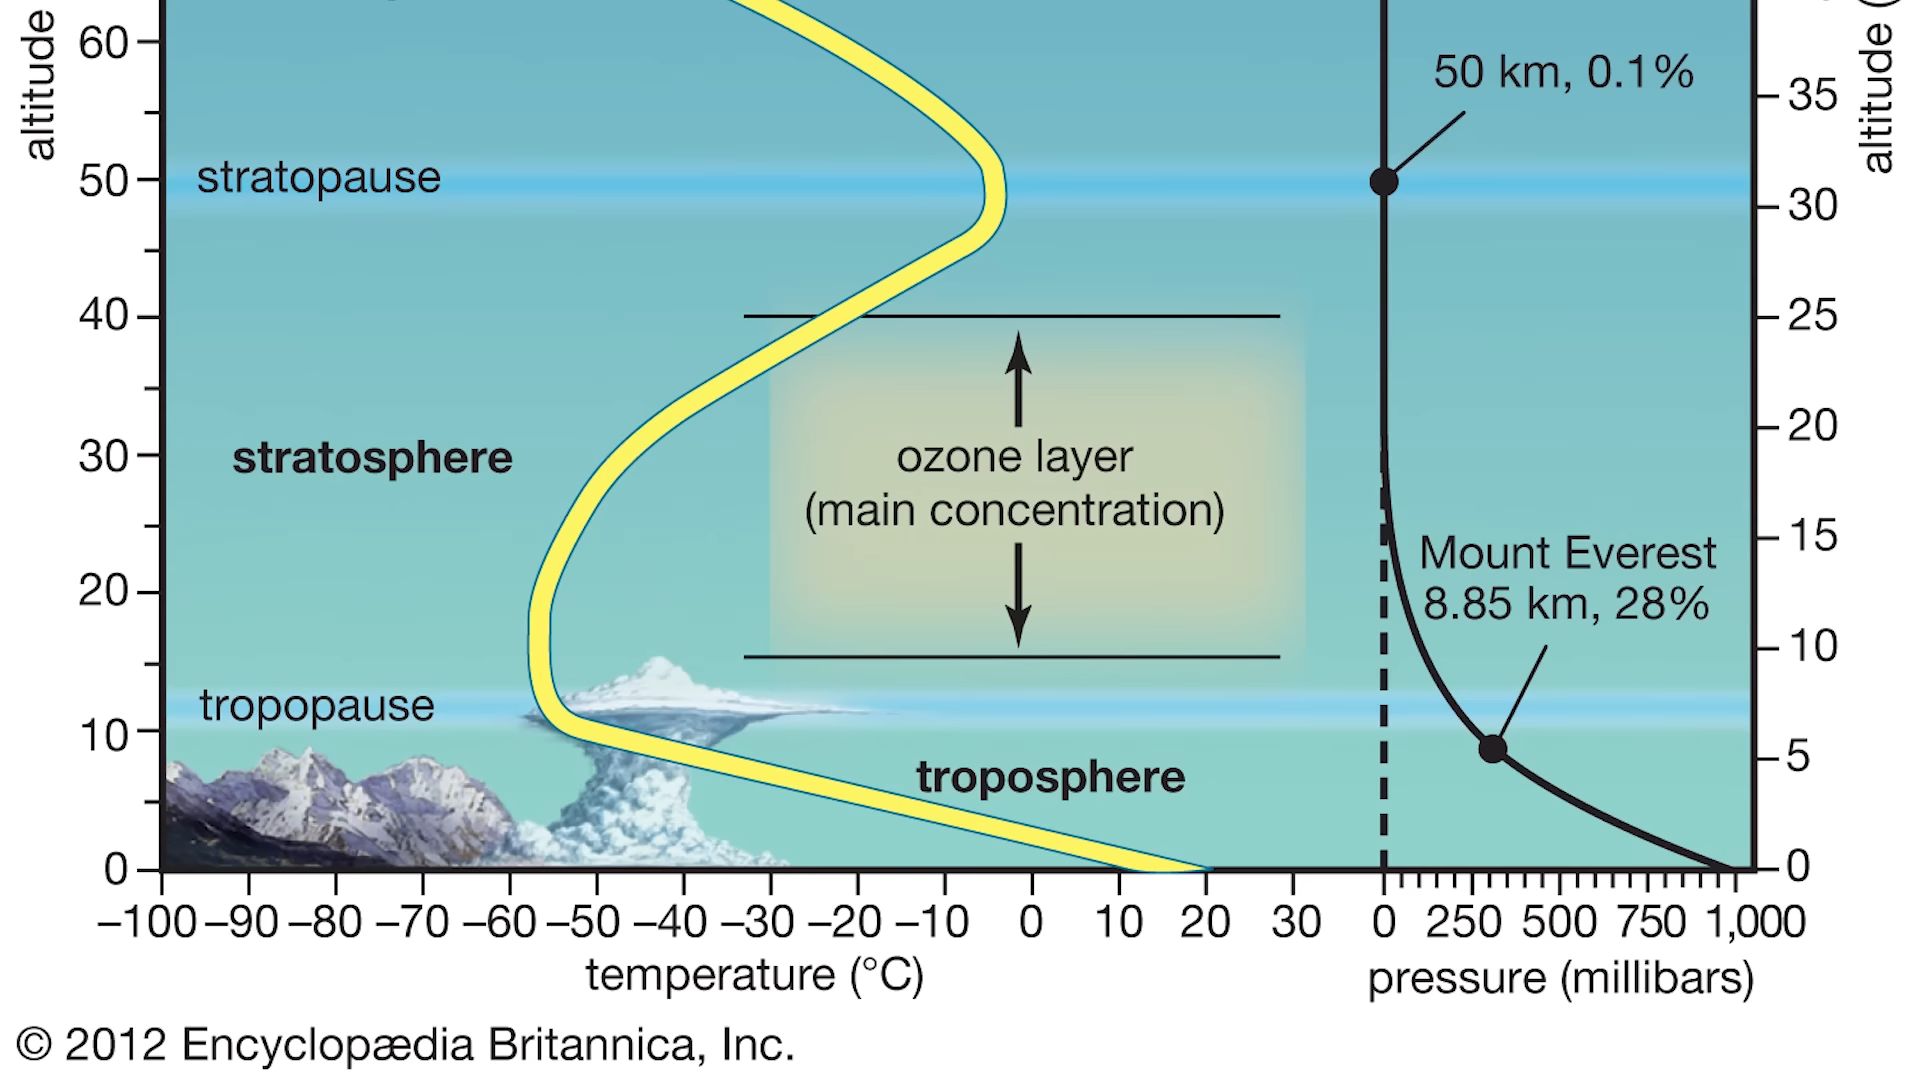 altitude
60
50
40
30
20
10
0
stratopause
stratosphere
tropopause
ozone layer
(main concentration)
troposphere
50 km, 0.1%
Mount Everest
8.85 km, 28%
altitude (
35
30
25
20
15
10
5
0
–100 –90 –80 –70 –60 –50 –40 –30 –20 –10 0 10 20 30
temperature (°C)
0 250 500 750 1,000
pressure (millibars)
© 2012 Encyclopædia Britannica, Inc.